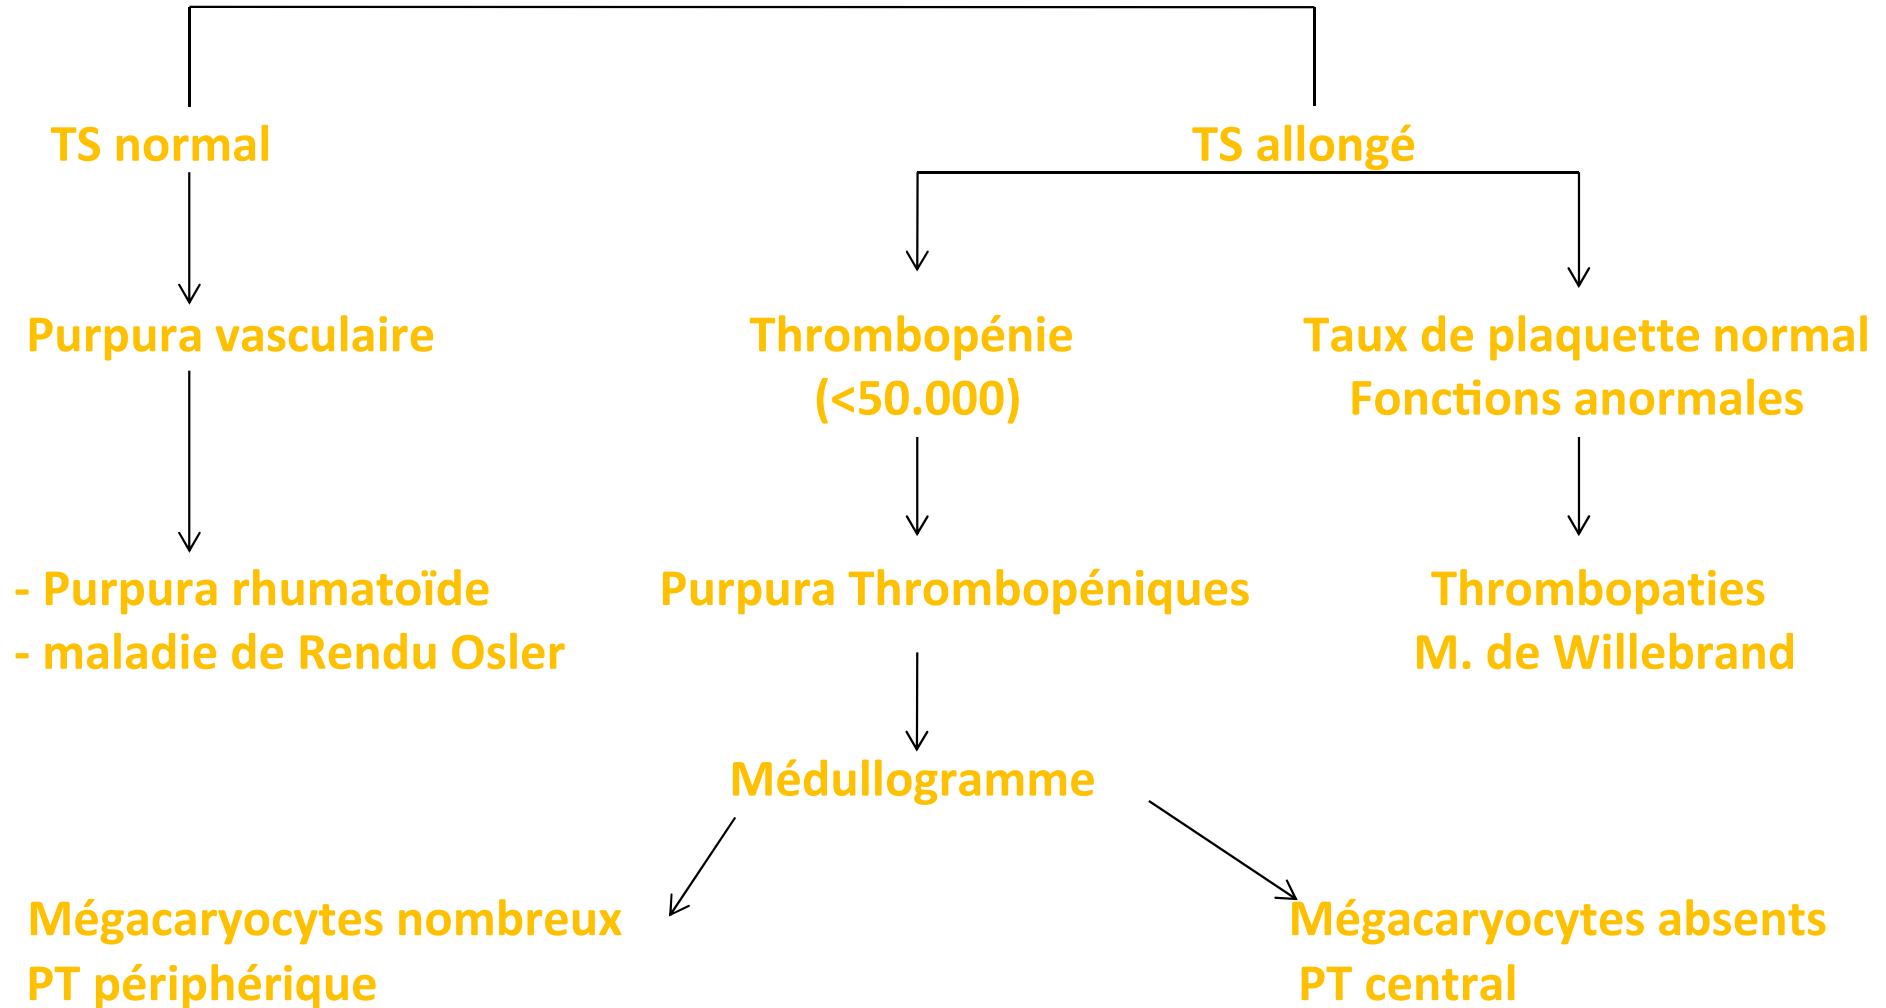 TS normal
TS allongé
Purpura vasculaire
Thrombopénie
(<50.000)
Taux de plaquette normal
Fonctions anormales
- Purpura rhumatoïde
- maladie de Rendu Osler
Purpura Thrombopéniques
Thrombopaties
M. de Willebrand
Médullogramme
Mégacaryocytes nombreux
PT périphérique
Mégacaryocytes absents
PT central